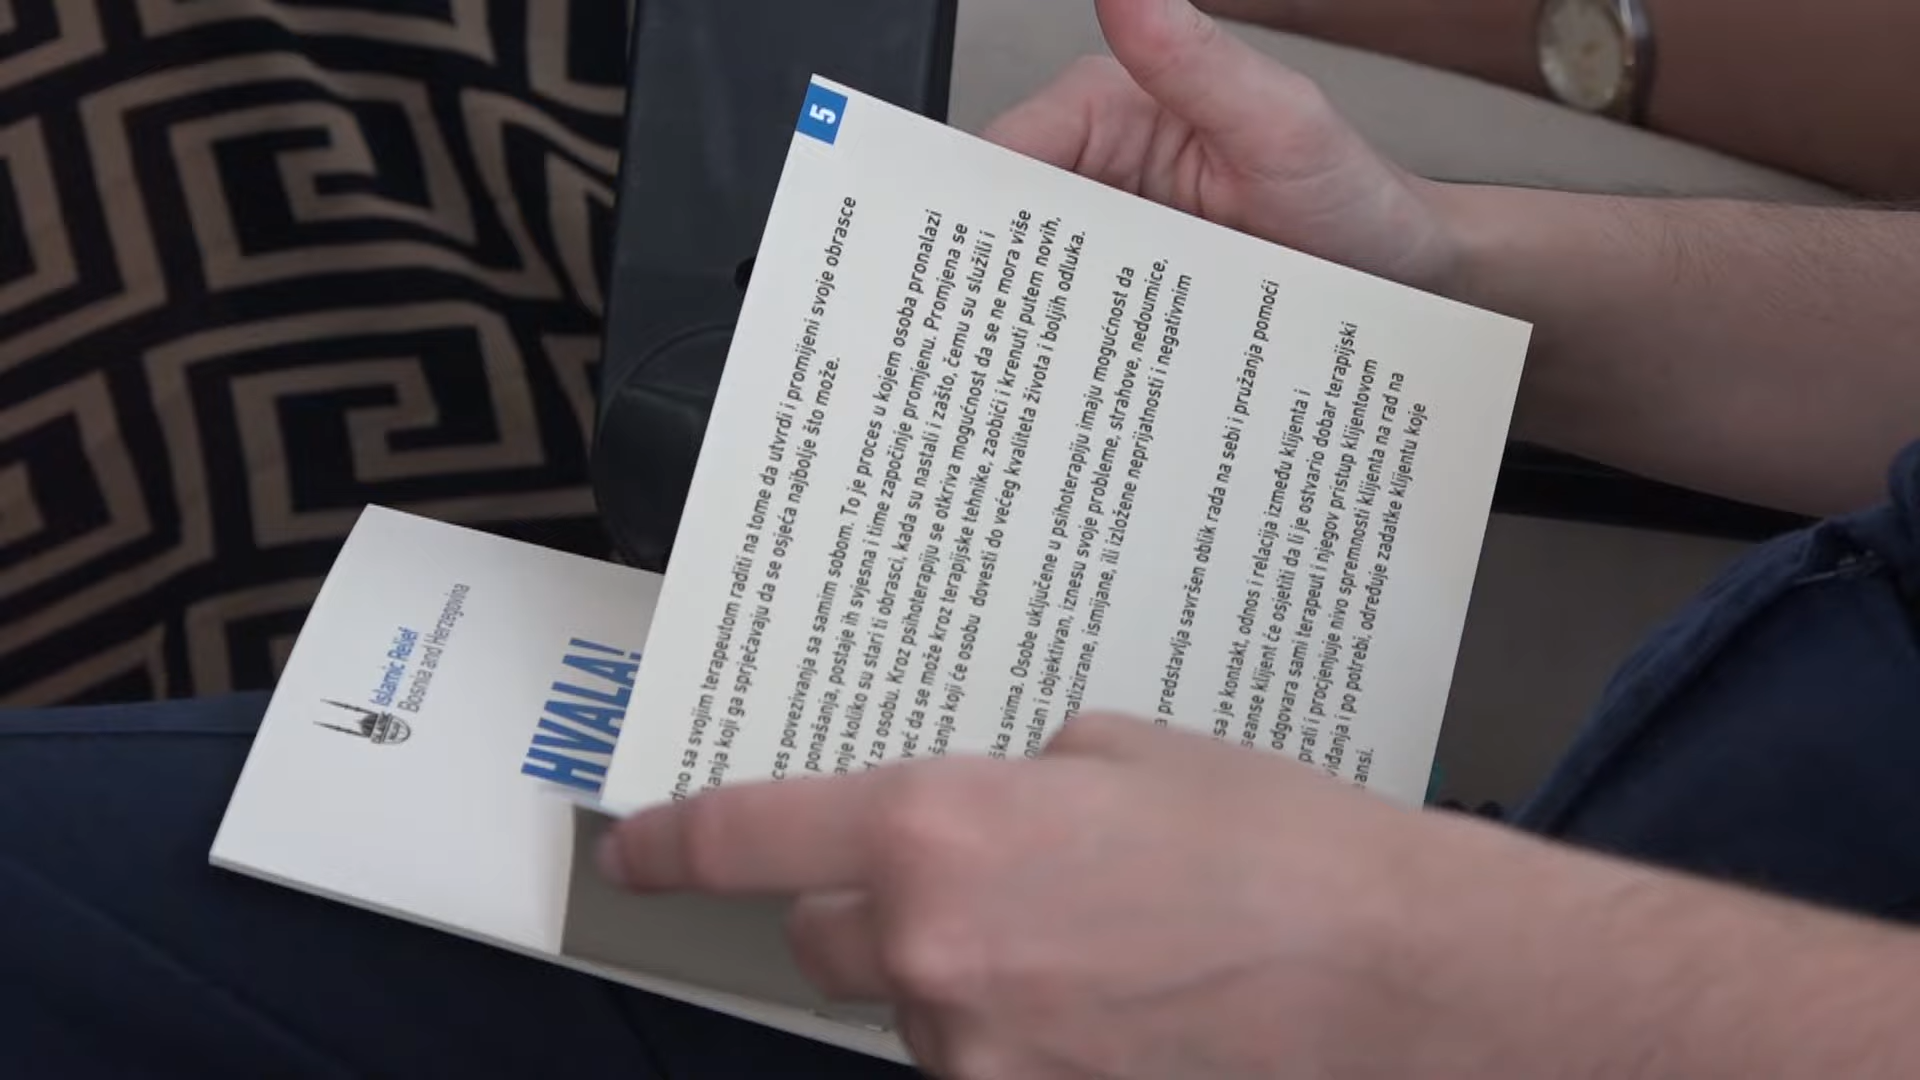 5
dno sa svojim terapeutom raditi na tome da utvrdi i promijeni svoje obrasce
šanja koji ga sprječavaju da se osjeća najbolje što može.
ces povezivanja sa samim sobom. To je proces u kojem osoba pronalazi
ponašanja, postaje ih svjesna i time započinje promjenu. Promjena se
anje koliko su stari ti obrasci, kada su nastali i zašto, čemu su služili i
za osobu. Kroz psihoterapiju se otkriva mogućnost da se ne mora više
već da se može kroz terapijske tehnike, zaobići i krenuti putem novih,
šanja koji će osobu dovesti do većeg kvaliteta života i boljih odluka.
ška svima. Osobe uključene u psihoterapiju imaju mogućnost da
onalan i objektivan, iznesu svoje probleme, strahove, nedoumice,
matizirane, ismijane, ili izložene neprijatnosti i negativnim
a predstavlja savršen oblik rada na sebi i pružanja pomoći
sa je kontakt, odnos i relacija između klijenta i
seanse klijent će osjetiti da li je ostvario dobar terapijski
odgovara sam i terapeut i njegov pristup klijentovom
prati i procjenjuje nivo spremnosti klijenta na rad na
viđanja i po potrebi, određuje zadatke klijentu koje
ansi.
Islamic Relief
Bosnia and Herzegovina
HVALA!